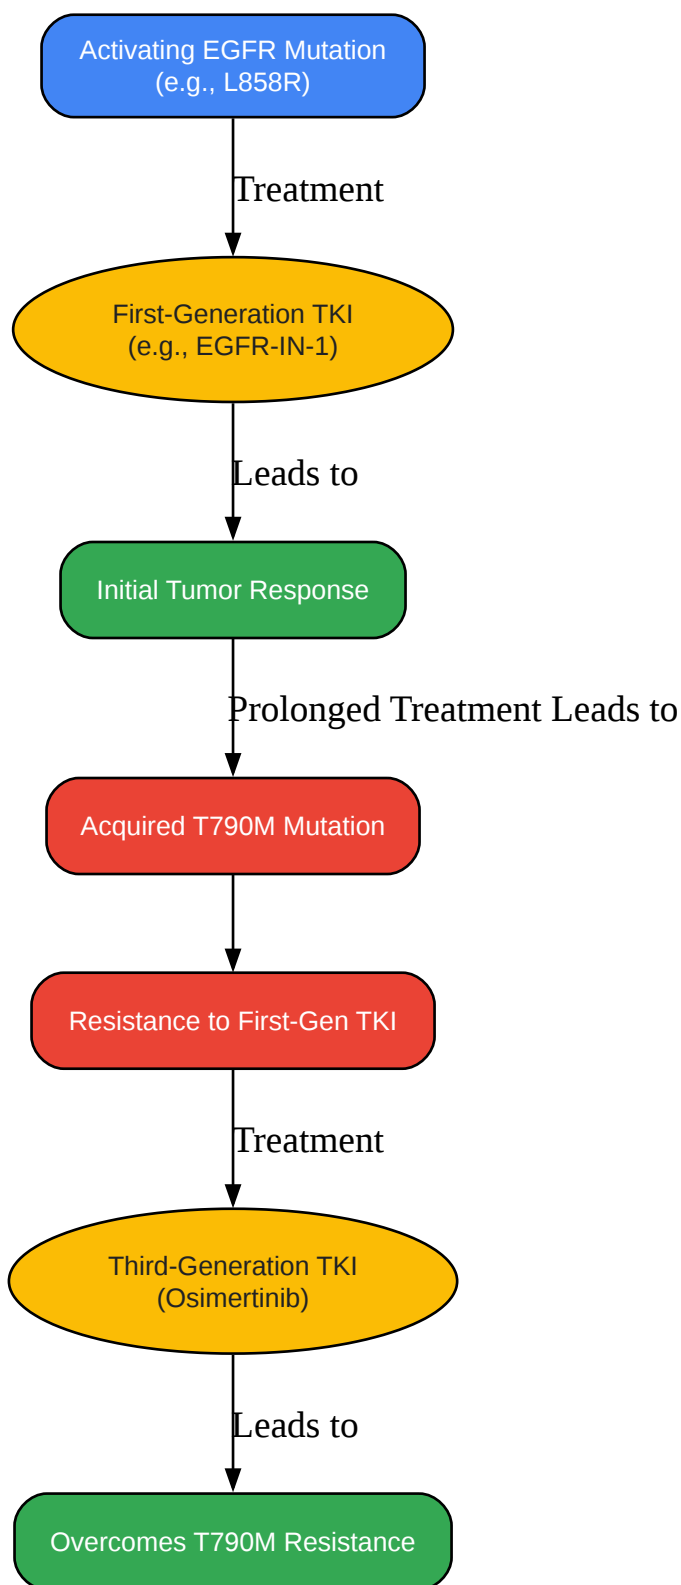 Activating EGFR Mutation
(e.g., L858R)
Treatment
First-Generation TKI
(e.g., EGFR-IN-1)
Leads to
Initial Tumor Response
Prolonged Treatment Leads to
Acquired T790M Mutation
Resistance to First-Gen TKI
Treatment
Third-Generation TKI
(Osimertinib)
Leads to
Overcomes T790M Resistance